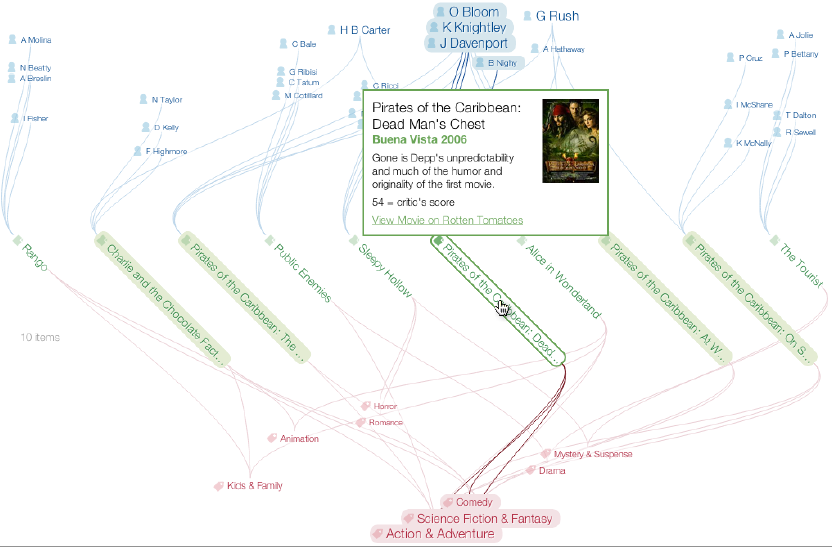 O Bloom
G Rush
H B Carter
K Knightley
A Molina
C Bale
J Davenport
A Hathaway
A Jolie
P Bettany
P Cruz
B Nighy
N Beatty
A Breslin
G Ribisi
C Tatum
C Ricci
M Cotillard
N Taylor
I McShane
I Fisher
T Dalton
D Kelly
R Sewell
F Highmore
K McNally
Pirates of the Caribbean:
Dead Man's Chest
Buena Vista 2006
Gone is Depp's unpredictability
and much of the humor and
originality of the first movie.
54 = critic's score
View Movie on Rotten Tomatoes
Rango
Charlie and the Chocolate Fact...
Pirates of the Caribbean: The ...
Public Enemies
Sleepy Hollow
Pirates of the Caribbean: Dead...
Alice in Wonderland
Pirates of the Caribbean: At W...
Pirates of the Caribbean: On S...
The Tourist
10 items
Horror
Romance
Animation
Mystery & Suspense
Drama
Kids & Family
Comedy
Science Fiction & Fantasy
Action & Adventure